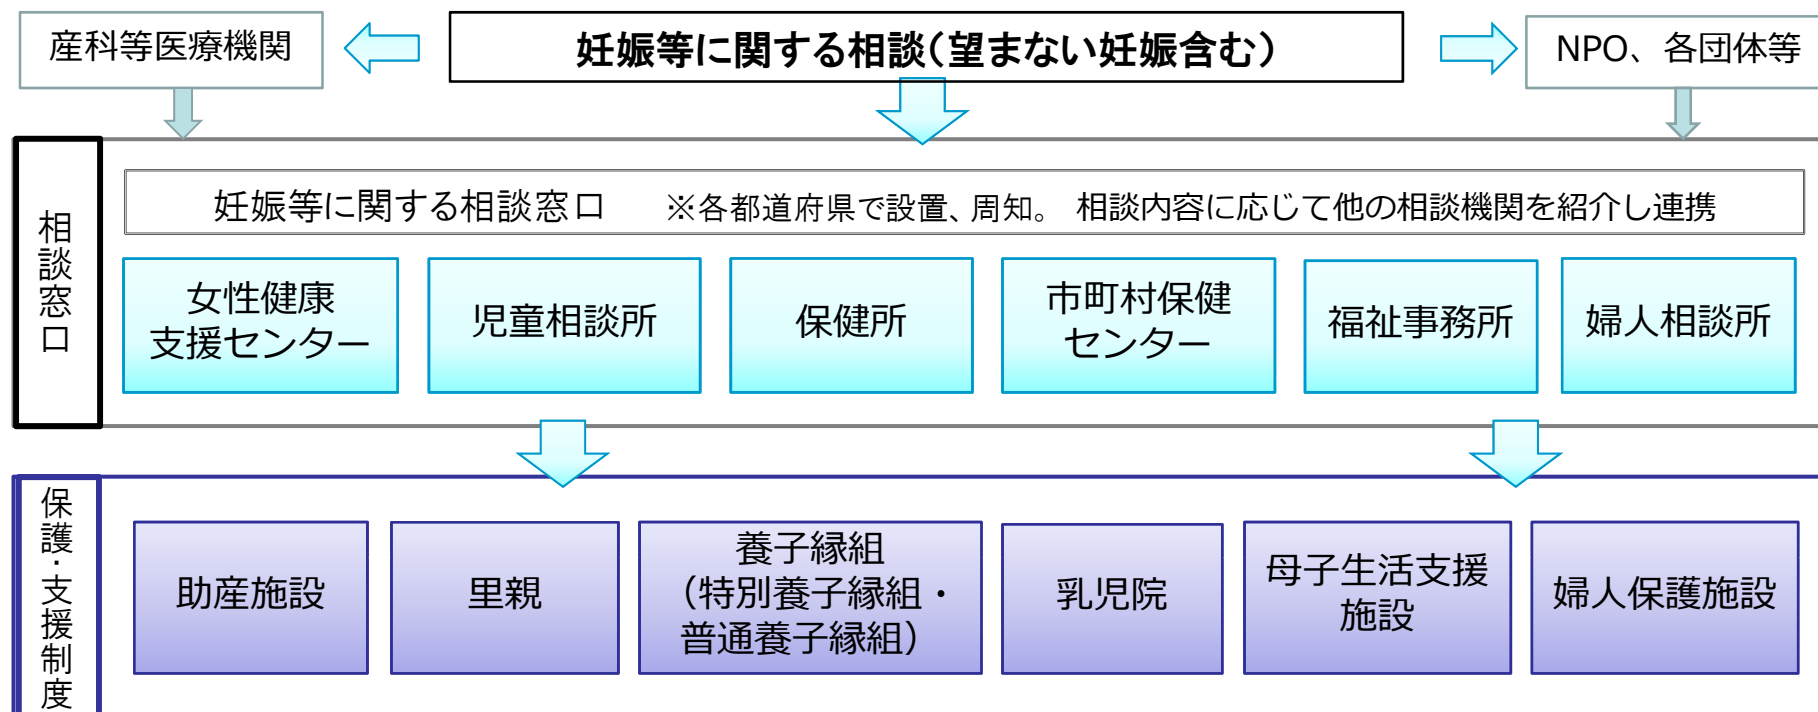 産科等医療機関
妊娠等に関する相談(望まない妊娠含む)
NPO、各団体等
相談窓口
妊娠等に関する相談窓口　※各都道府県で設置、周知。 相談内容に応じて他の相談機関を紹介し連携
女性健康
支援センター
児童相談所
保健所
市町村保健
センター
福祉事務所
婦人相談所
保護・支援制度
助産施設
里親
養子縁組
(特別養子縁組・
普通養子縁組)
乳児院
母子生活支援
施設
婦人保護施設